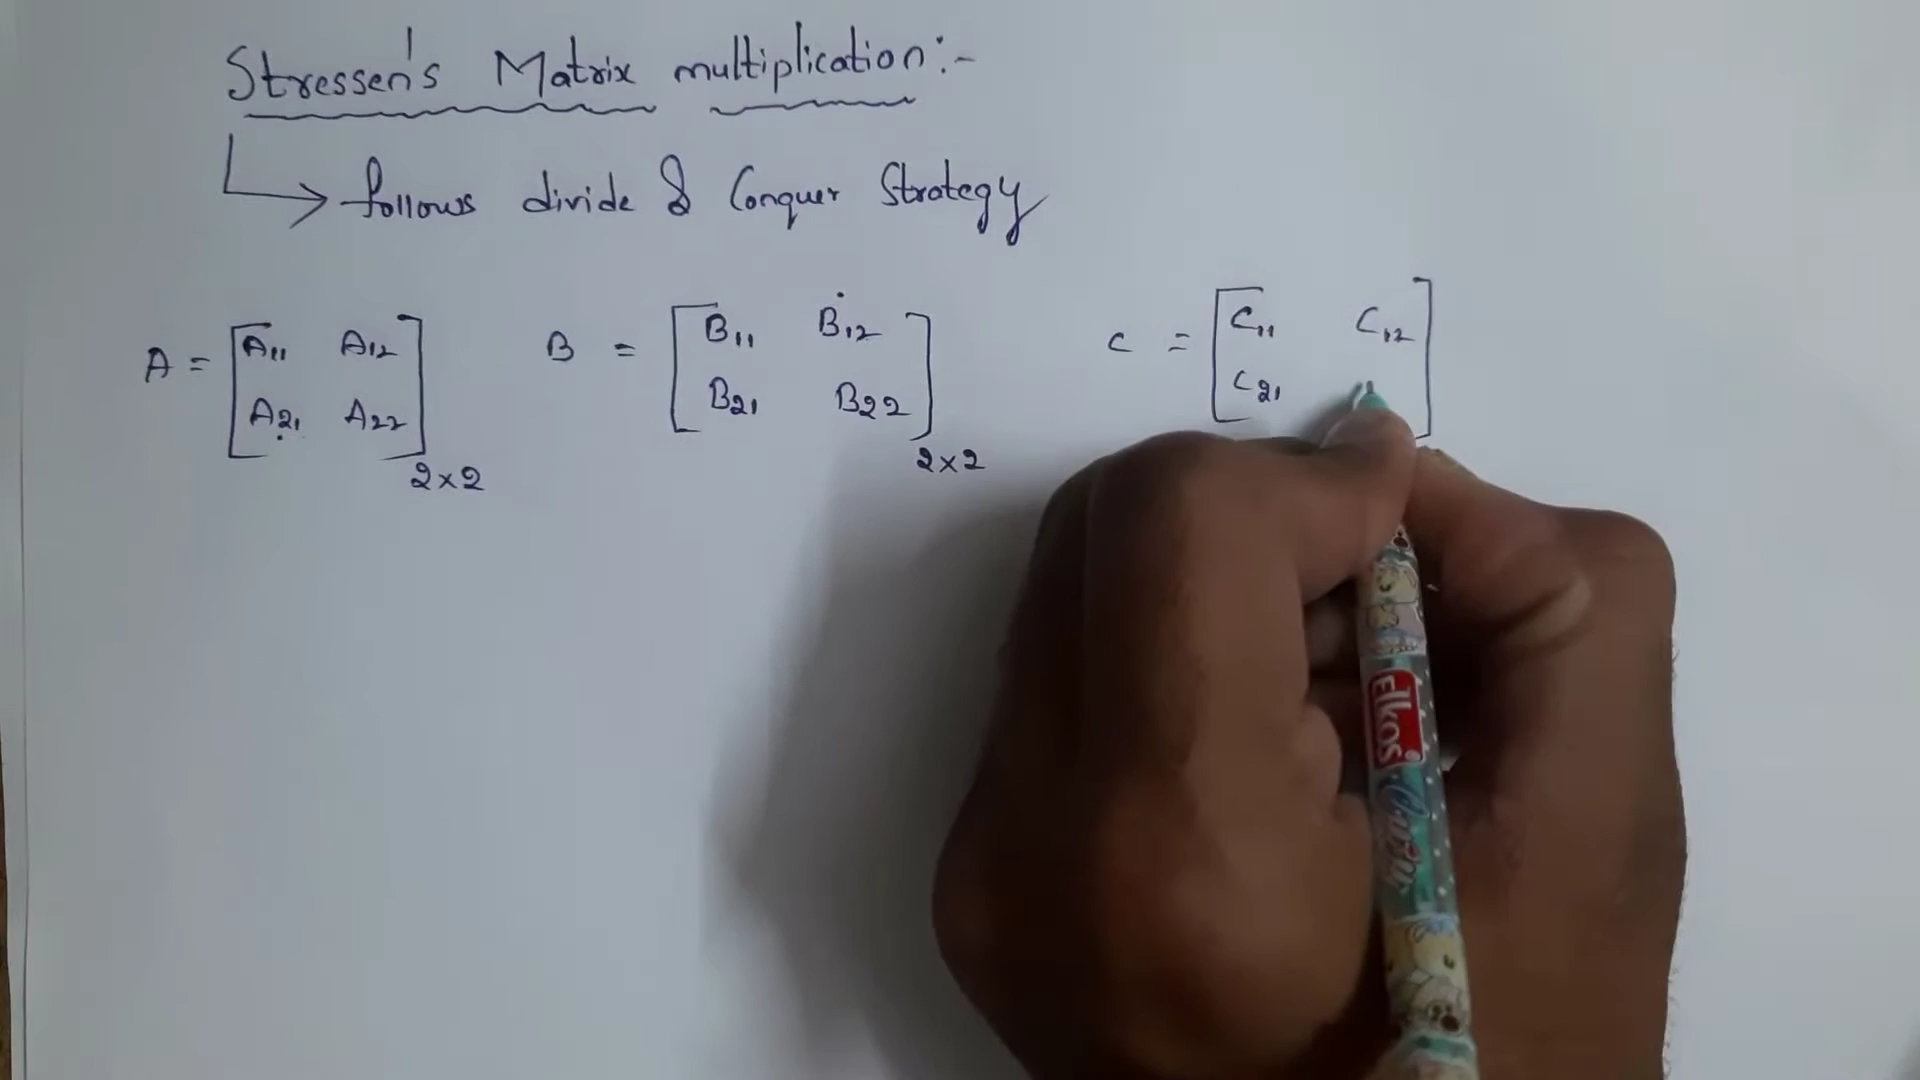 Stressen's Matrix multiplication:-
→ follows divide & Conquer Strategy
A = [A11 A12
A21 A22] 2×2
B = [B11 B12
B21 B22] 2×2
C = [C11 C12
C21
Elkos